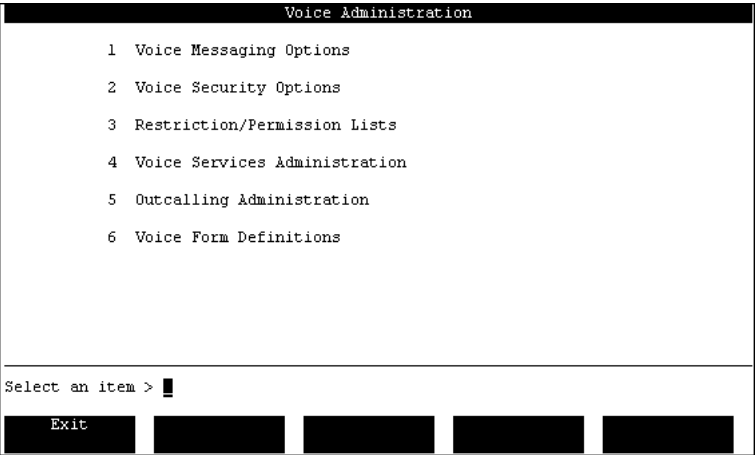 Voice Administration
1 Voice Messaging Options
2 Voice Security Options
3 Restriction/Permission Lists
4 Voice Services Administration
5 Outcalling Administration
6 Voice Form Definitions
Select an item >
Exit